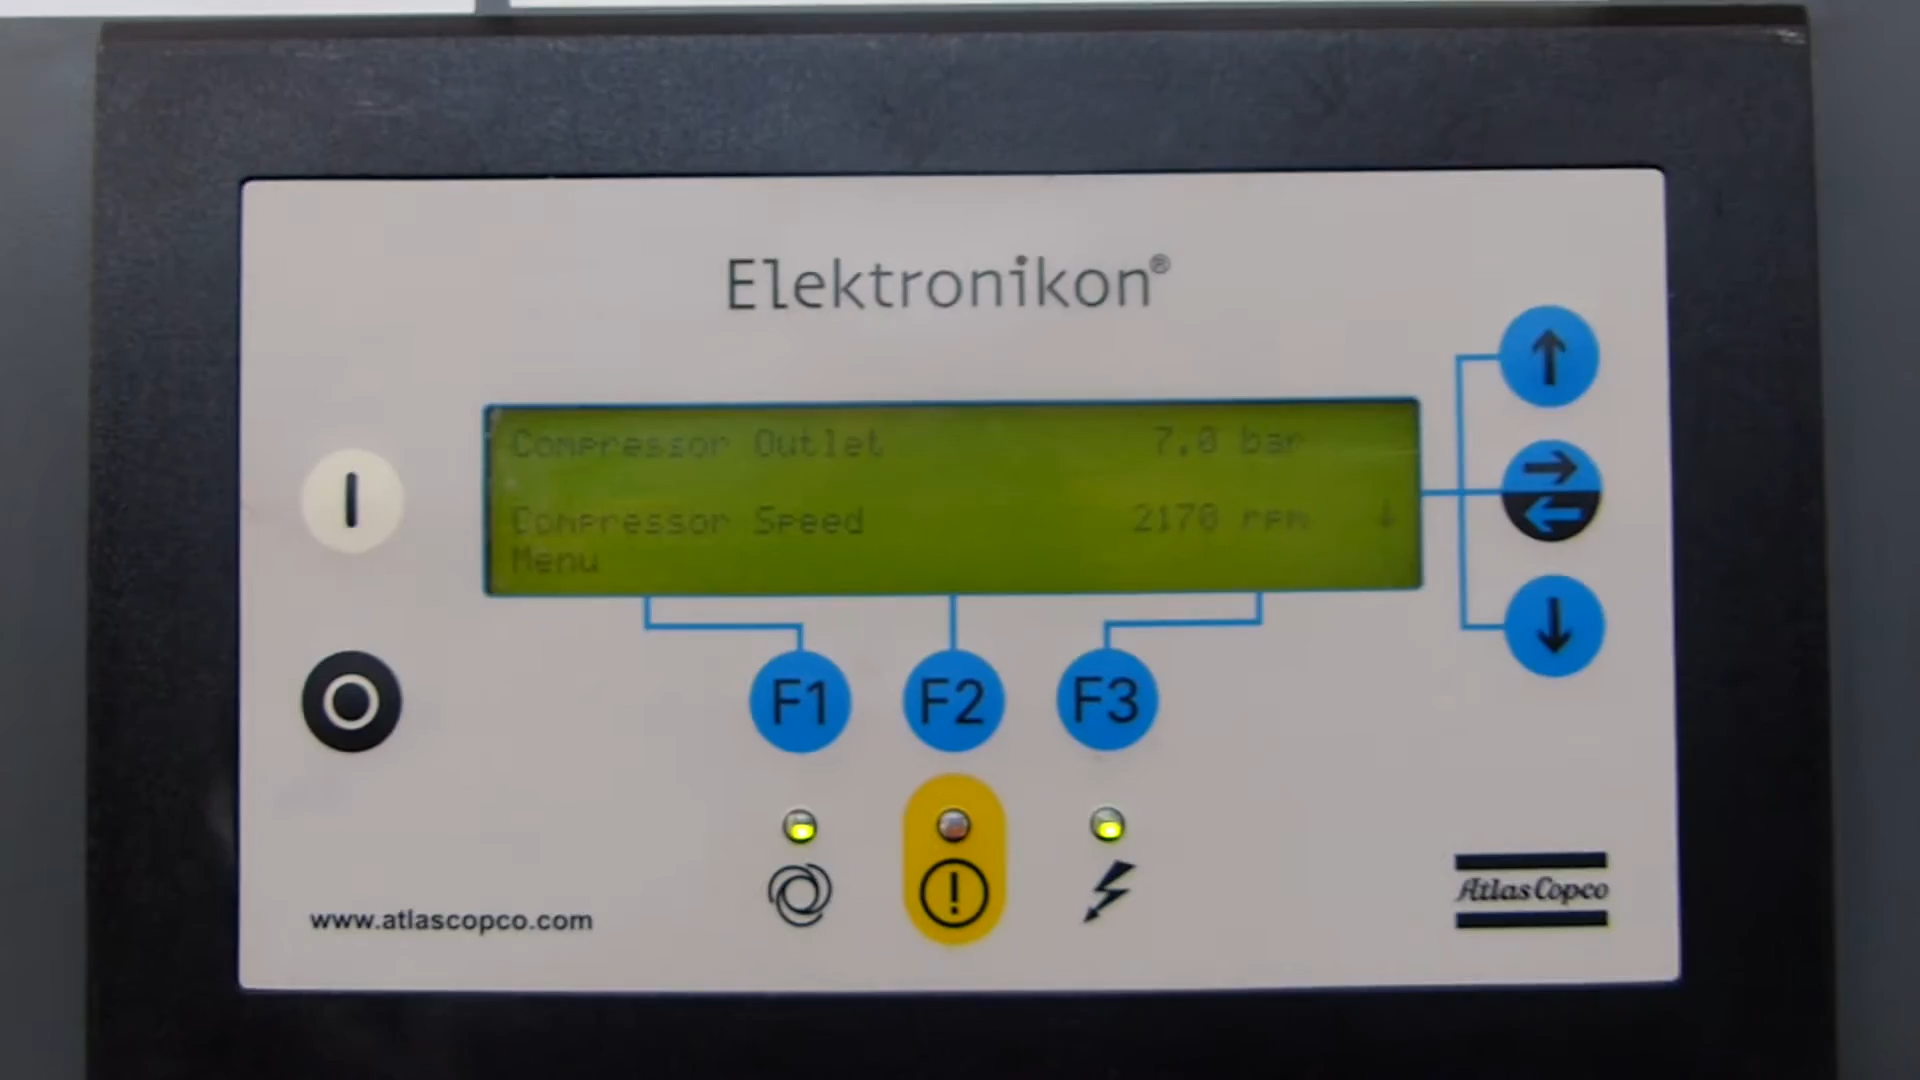 Elektronikon®
Compressor Outlet 7.0 bar
Compressor Speed 2170 rpm ↓
Menu
F1 F2 F3
www.atlascopco.com
Atlas Copco